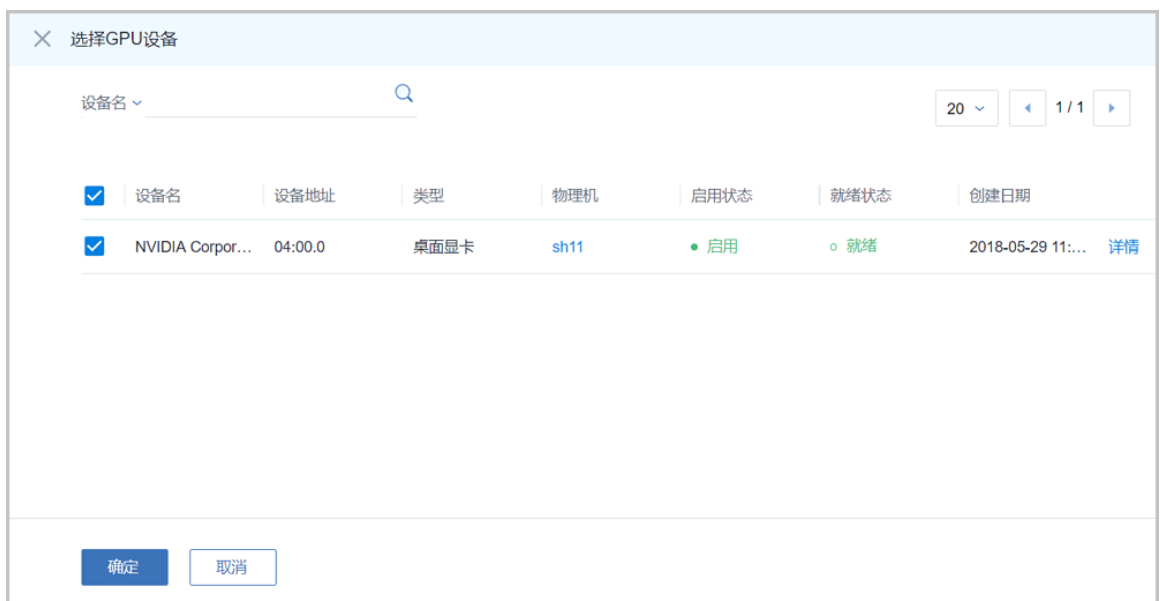 选择GPU设备
设备名
20 1 / 1
设备名 设备地址 类型 物理机 启用状态 就绪状态 创建日期
NVIDIA Corpor... 04:00.0 桌面显卡 sh11 启用 就绪 2018-05-29 11:... 详情
确定 取消